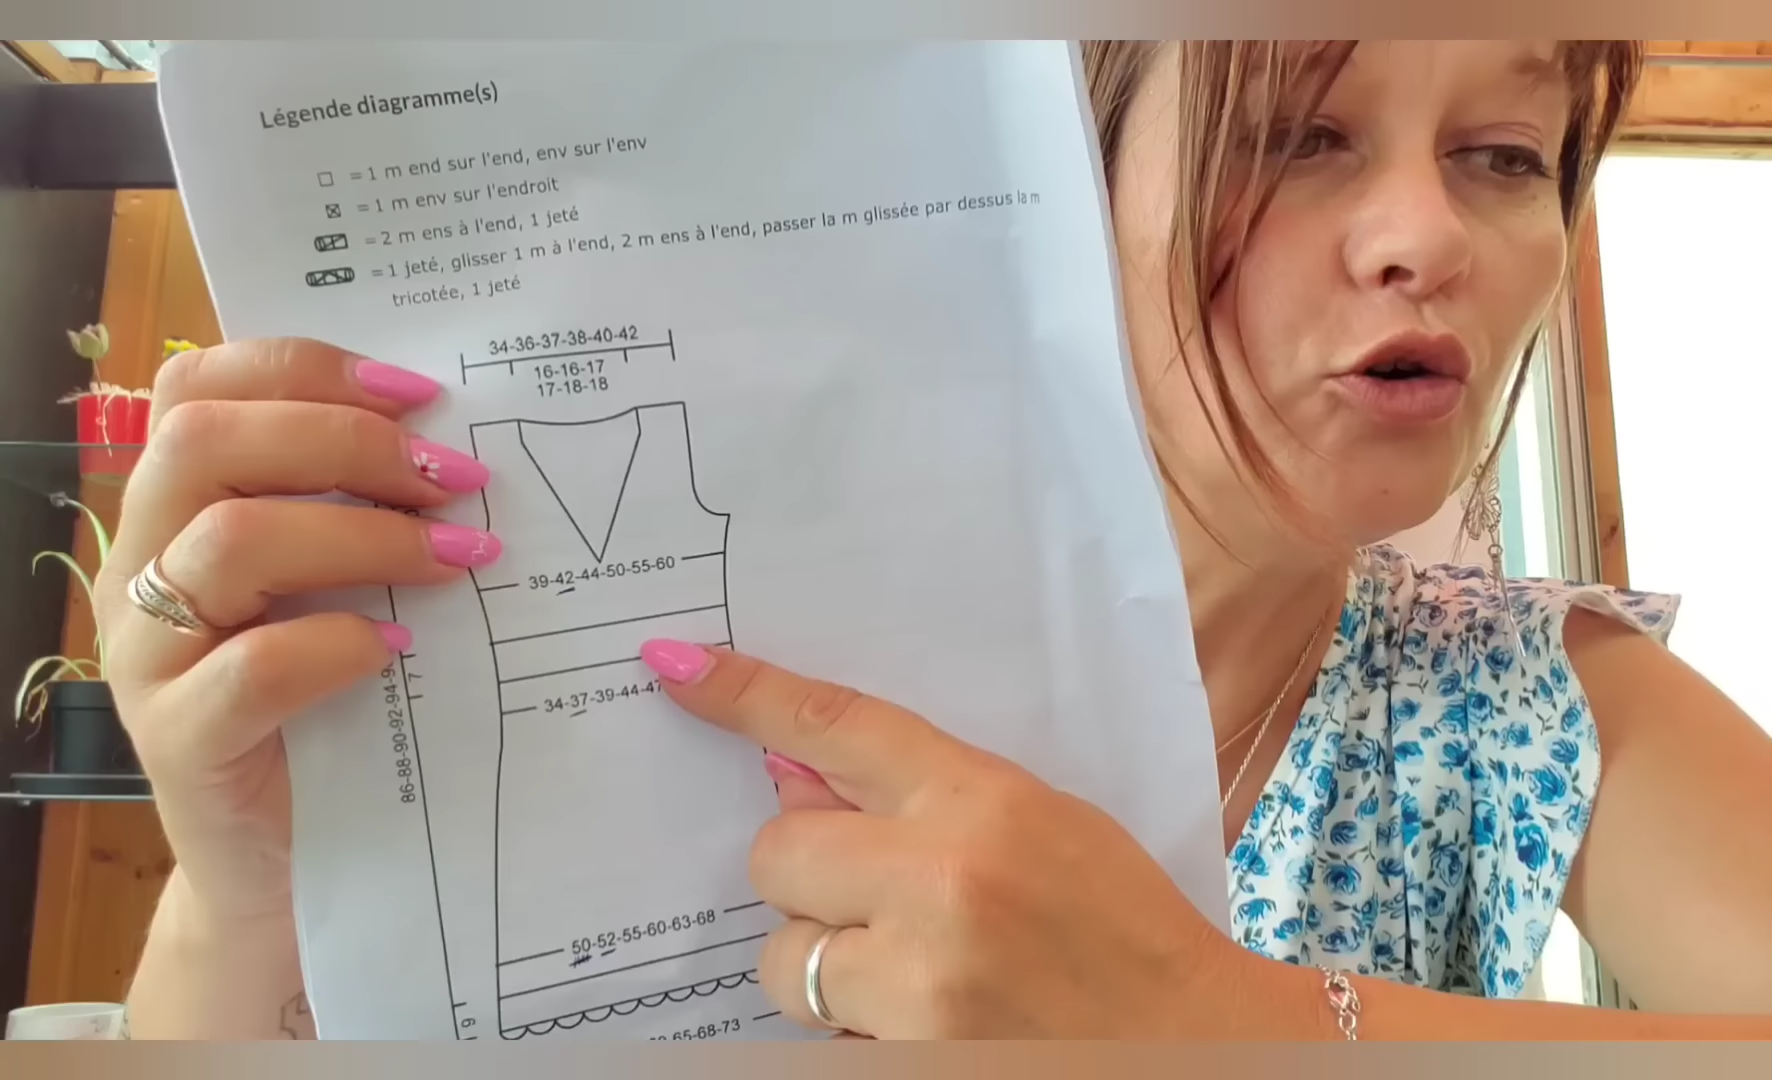 Légende diagramme(s)
= 1 m end sur l'end, env sur l'env
= 1 m env sur l'endroit
= 2 m ens à l'end, 1 jeté
= 1 jeté, glisser 1 m à l'end, 2 m ens à l'end, passer la m glissée par dessus la m
tricotée, 1 jeté
34-36-37-38-40-42
16-16-17
17-18-18
39-42-44-50-55-60
7
34-37-39-44-47
86-88-90-92-94-9
50-52-55-60-63-68
6
65-68-73